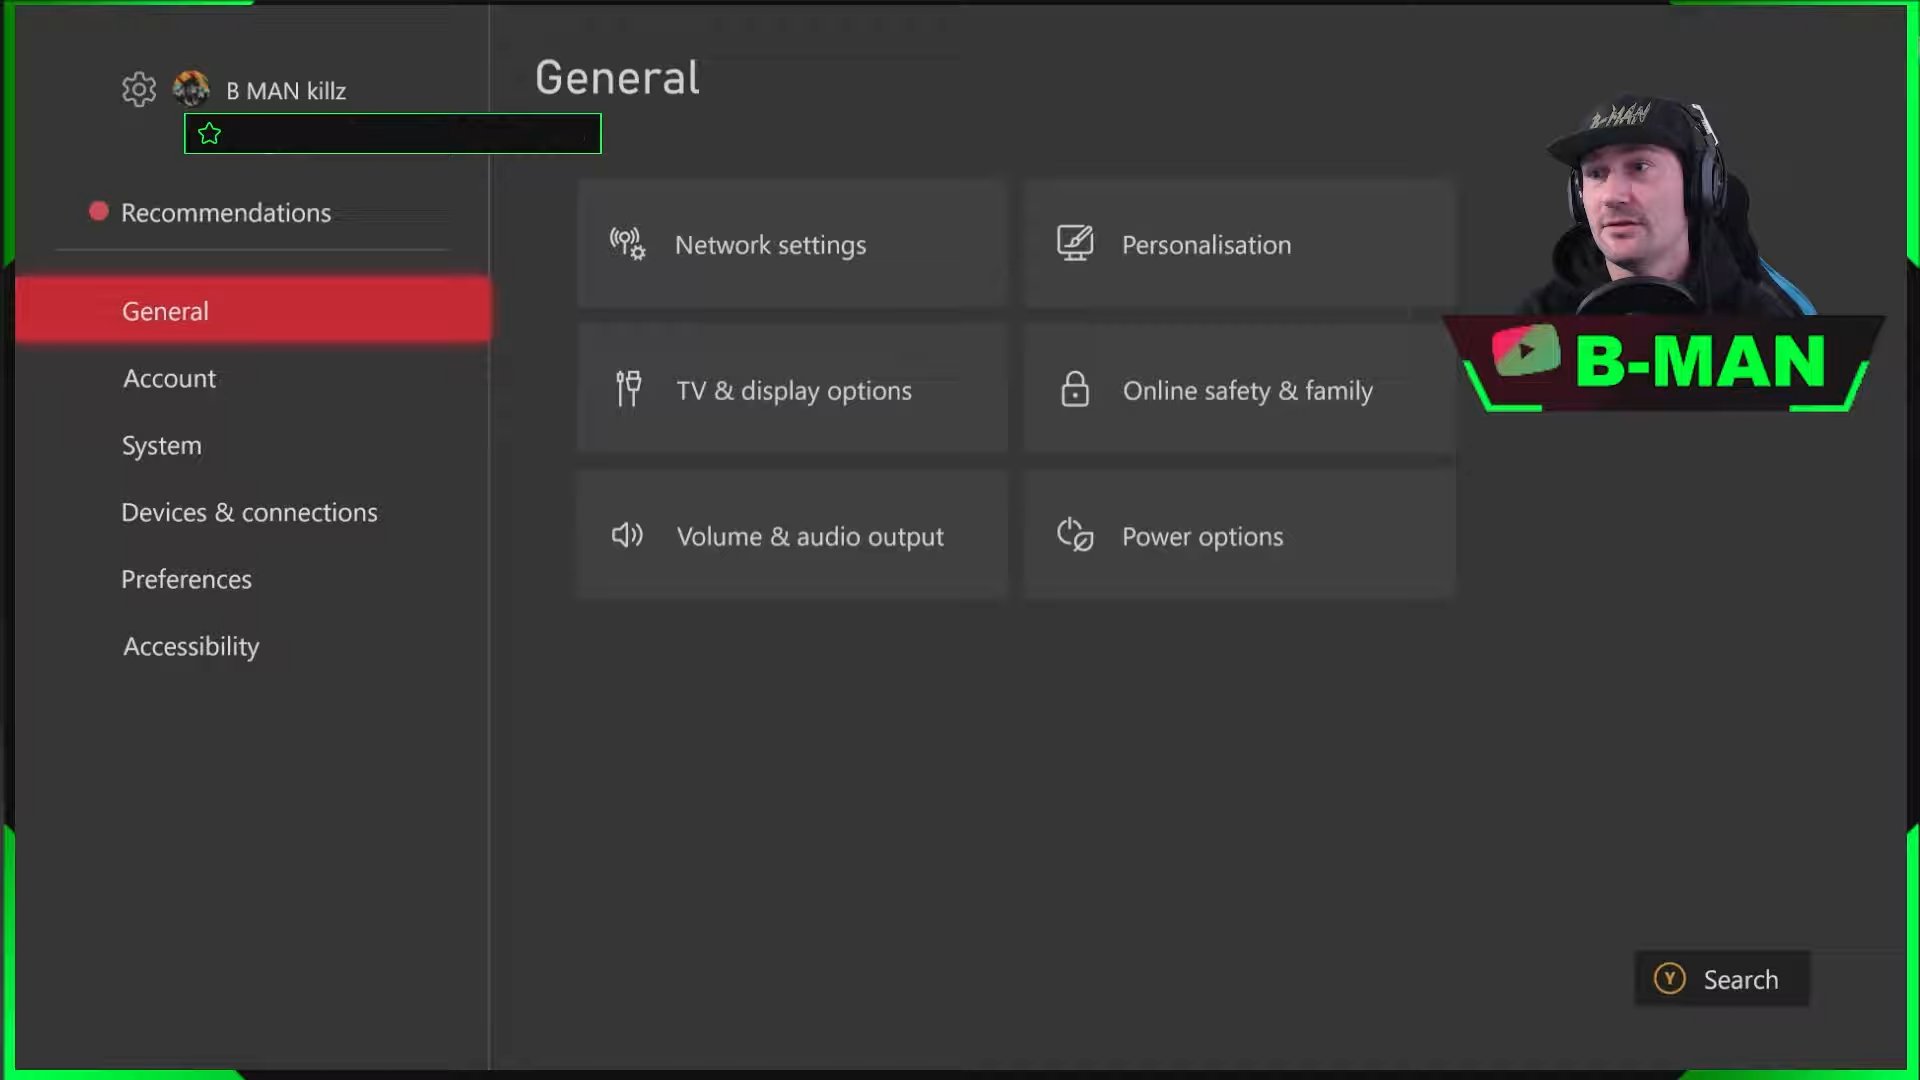 B MAN killz
General
Recommendations
General
Account
System
Devices & connections
Preferences
Accessibility
Network settings
Personalisation
TV & display options
Online safety & family
Volume & audio output
Power options
B-MAN
B-MAN
Y Search